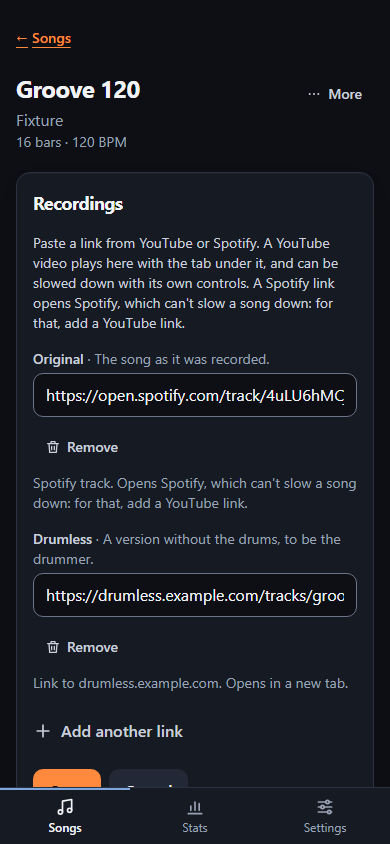 ← Songs
Groove 120
··· More
Fixture
16 bars · 120 BPM
Recordings
Paste a link from YouTube or Spotify. A YouTube
video plays here with the tab under it, and can be
slowed down with its own controls. A Spotify link
opens Spotify, which can't slow a song down: for
that, add a YouTube link.
Original · The song as it was recorded.
https://open.spotify.com/track/4uLU6hMC
Remove
Spotify track. Opens Spotify, which can't slow a song
down: for that, add a YouTube link.
Drumless · A version without the drums, to be the
drummer.
https://drumless.example.com/tracks/groo
Remove
Link to drumless.example.com. Opens in a new tab.
+ Add another link
Songs
Stats
Settings